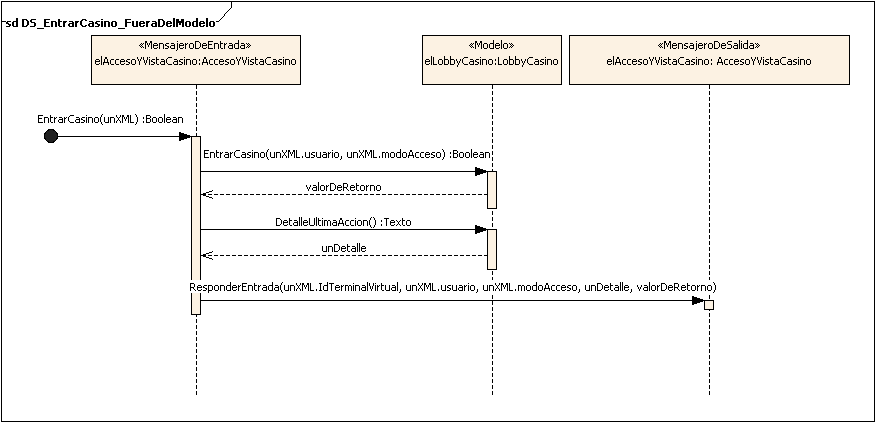 sd DS_EntrarCasino_FueraDelModelo
«MensajeroDeEntrada»
elAccesoYVistaCasino:AccesoYVistaCasino
«Modelo»
elLobbyCasino:LobbyCasino
«MensajeroDeSalida»
elAccesoYVistaCasino: AccesoYVistaCasino
EntrarCasino(unXML) :Boolean
EntrarCasino(unXML.usuario, unXML.modoAcceso) :Boolean
valorDeRetorno
DetalleUltimaAccion() :Texto
unDetalle
ResponderEntrada(unXML.IdTerminalVirtual, unXML.usuario, unXML.modoAcceso, unDetalle, valorDeRetorno)